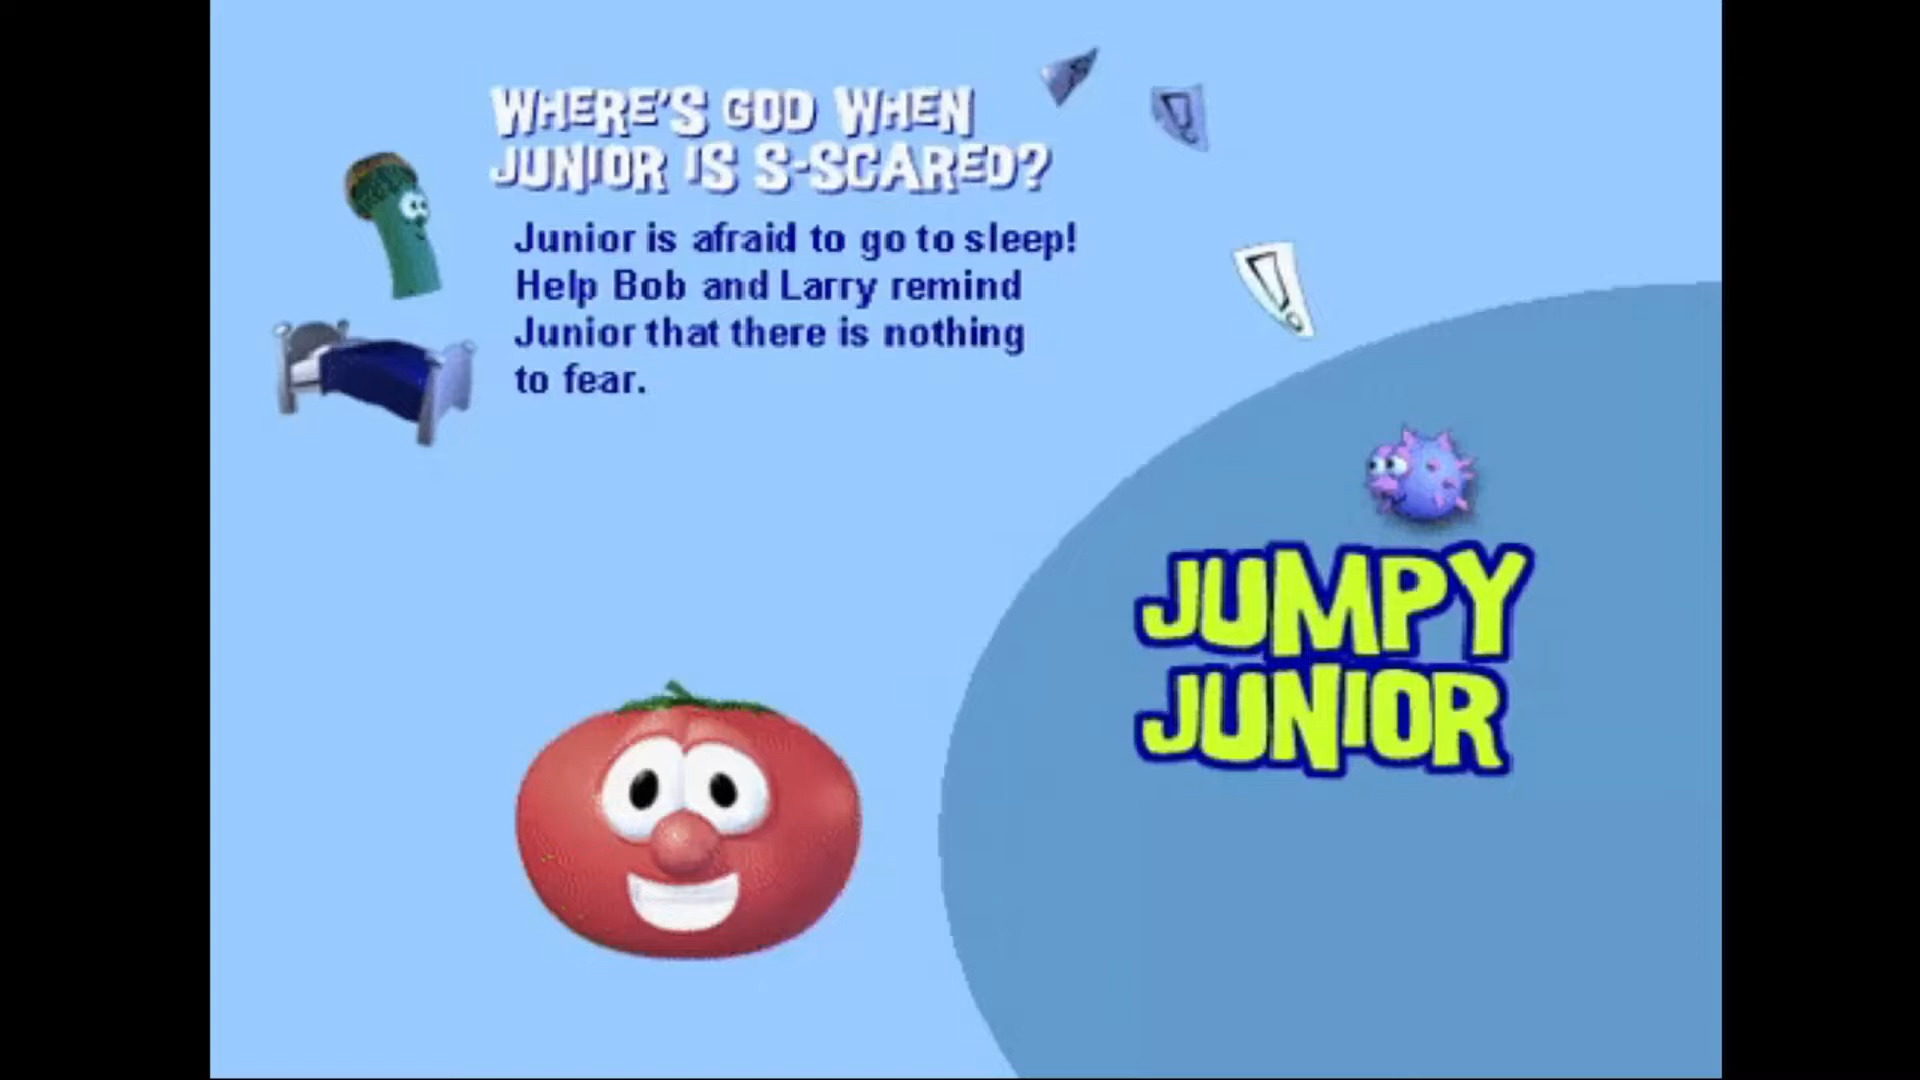 WHERE'S GOD WHEN
JUNIOR IS S-SCARED?
Junior is afraid to go to sleep!
Help Bob and Larry remind
Junior that there is nothing
to fear.
!
!
JUMPY
JUNIOR